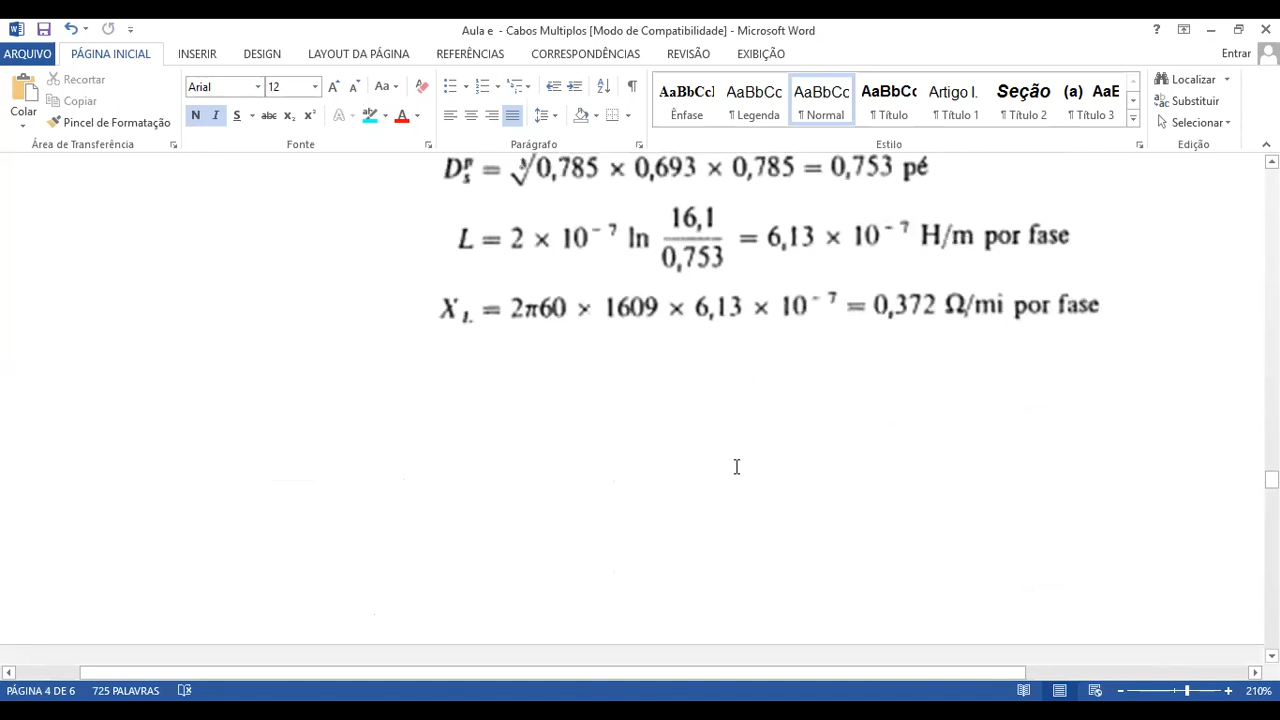 Aula e - Cabos Multiplos [Modo de Compatibilidade] - Microsoft Word
ARQUIVO PÁGINA INICIAL INSERIR DESIGN LAYOUT DA PÁGINA REFERÊNCIAS CORRESPONDÊNCIAS REVISÃO EXIBIÇÃO Entrar
Colar
Recortar
Copiar
Pincel de Formatação
Área de Transferência
Arial 12
N I S abc x₂ x²
Fonte
Parágrafo
AaBbCcI AaBbCc AaBbCc AaBbCc Artigo I. Seção (a) AaE
Ênfase ¶ Legenda ¶ Normal ¶ Título ¶ Título 1 ¶ Título 2 ¶ Título 3
Estilo
Localizar
Substituir
Selecionar
Edição
Dₛᵖ = ∛0,785 × 0,693 × 0,785 = 0,753 pé
L = 2 × 10⁻⁷ ln 16,1/0,753 = 6,13 × 10⁻⁷ H/m por fase
X_L = 2π60 × 1609 × 6,13 × 10⁻⁷ = 0,372 Ω/mi por fase
PÁGINA 4 DE 6 725 PALAVRAS 210%